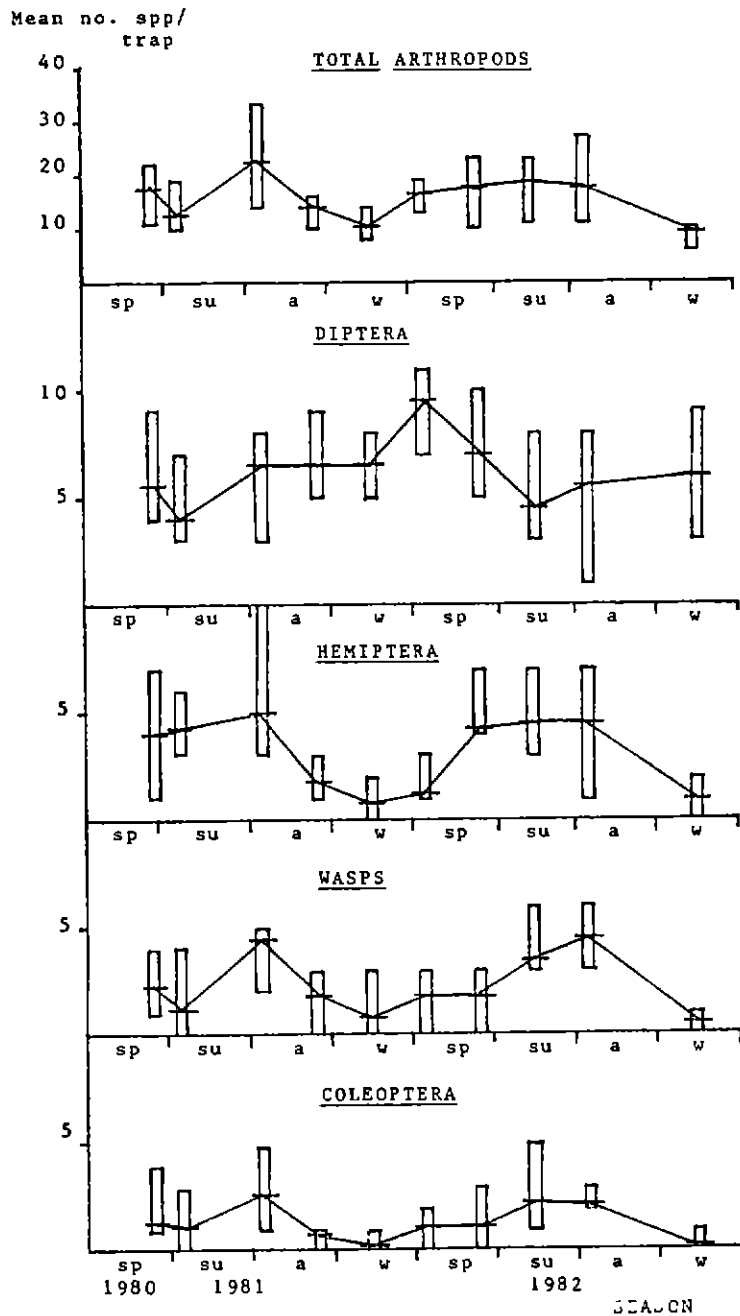 Mean no. spp/
trap
TOTAL ARTHROPODS
40
30
20
10
sp su a w sp su a w
DIPTERA
10
5
sp su a w sp su a w
HEMIPTERA
5
sp su a w sp su a w
WASPS
5
sp su a w sp su a w
COLEOPTERA
5
sp su a w sp su a w
1980 1981 1982
SEASON